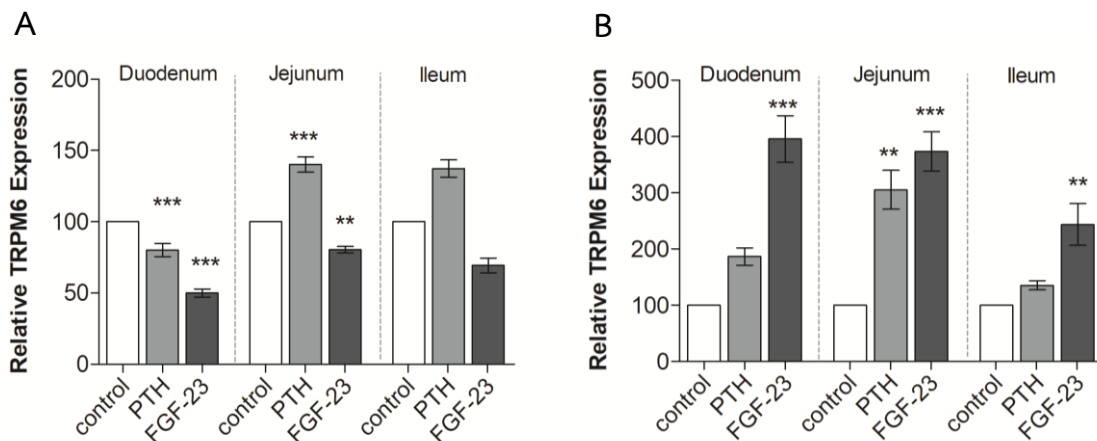 A
Relative TRPM6 Expression
Duodenum Jejunum Ileum
200
150
100
50
0
***
***
***
**
control PTH FGF-23 control PTH FGF-23 control PTH FGF-23
B
Relative TRPM6 Expression
Duodenum Jejunum Ileum
500
400
300
200
100
0
***
**
***
**
control PTH FGF-23 control PTH FGF-23 control PTH FGF-23